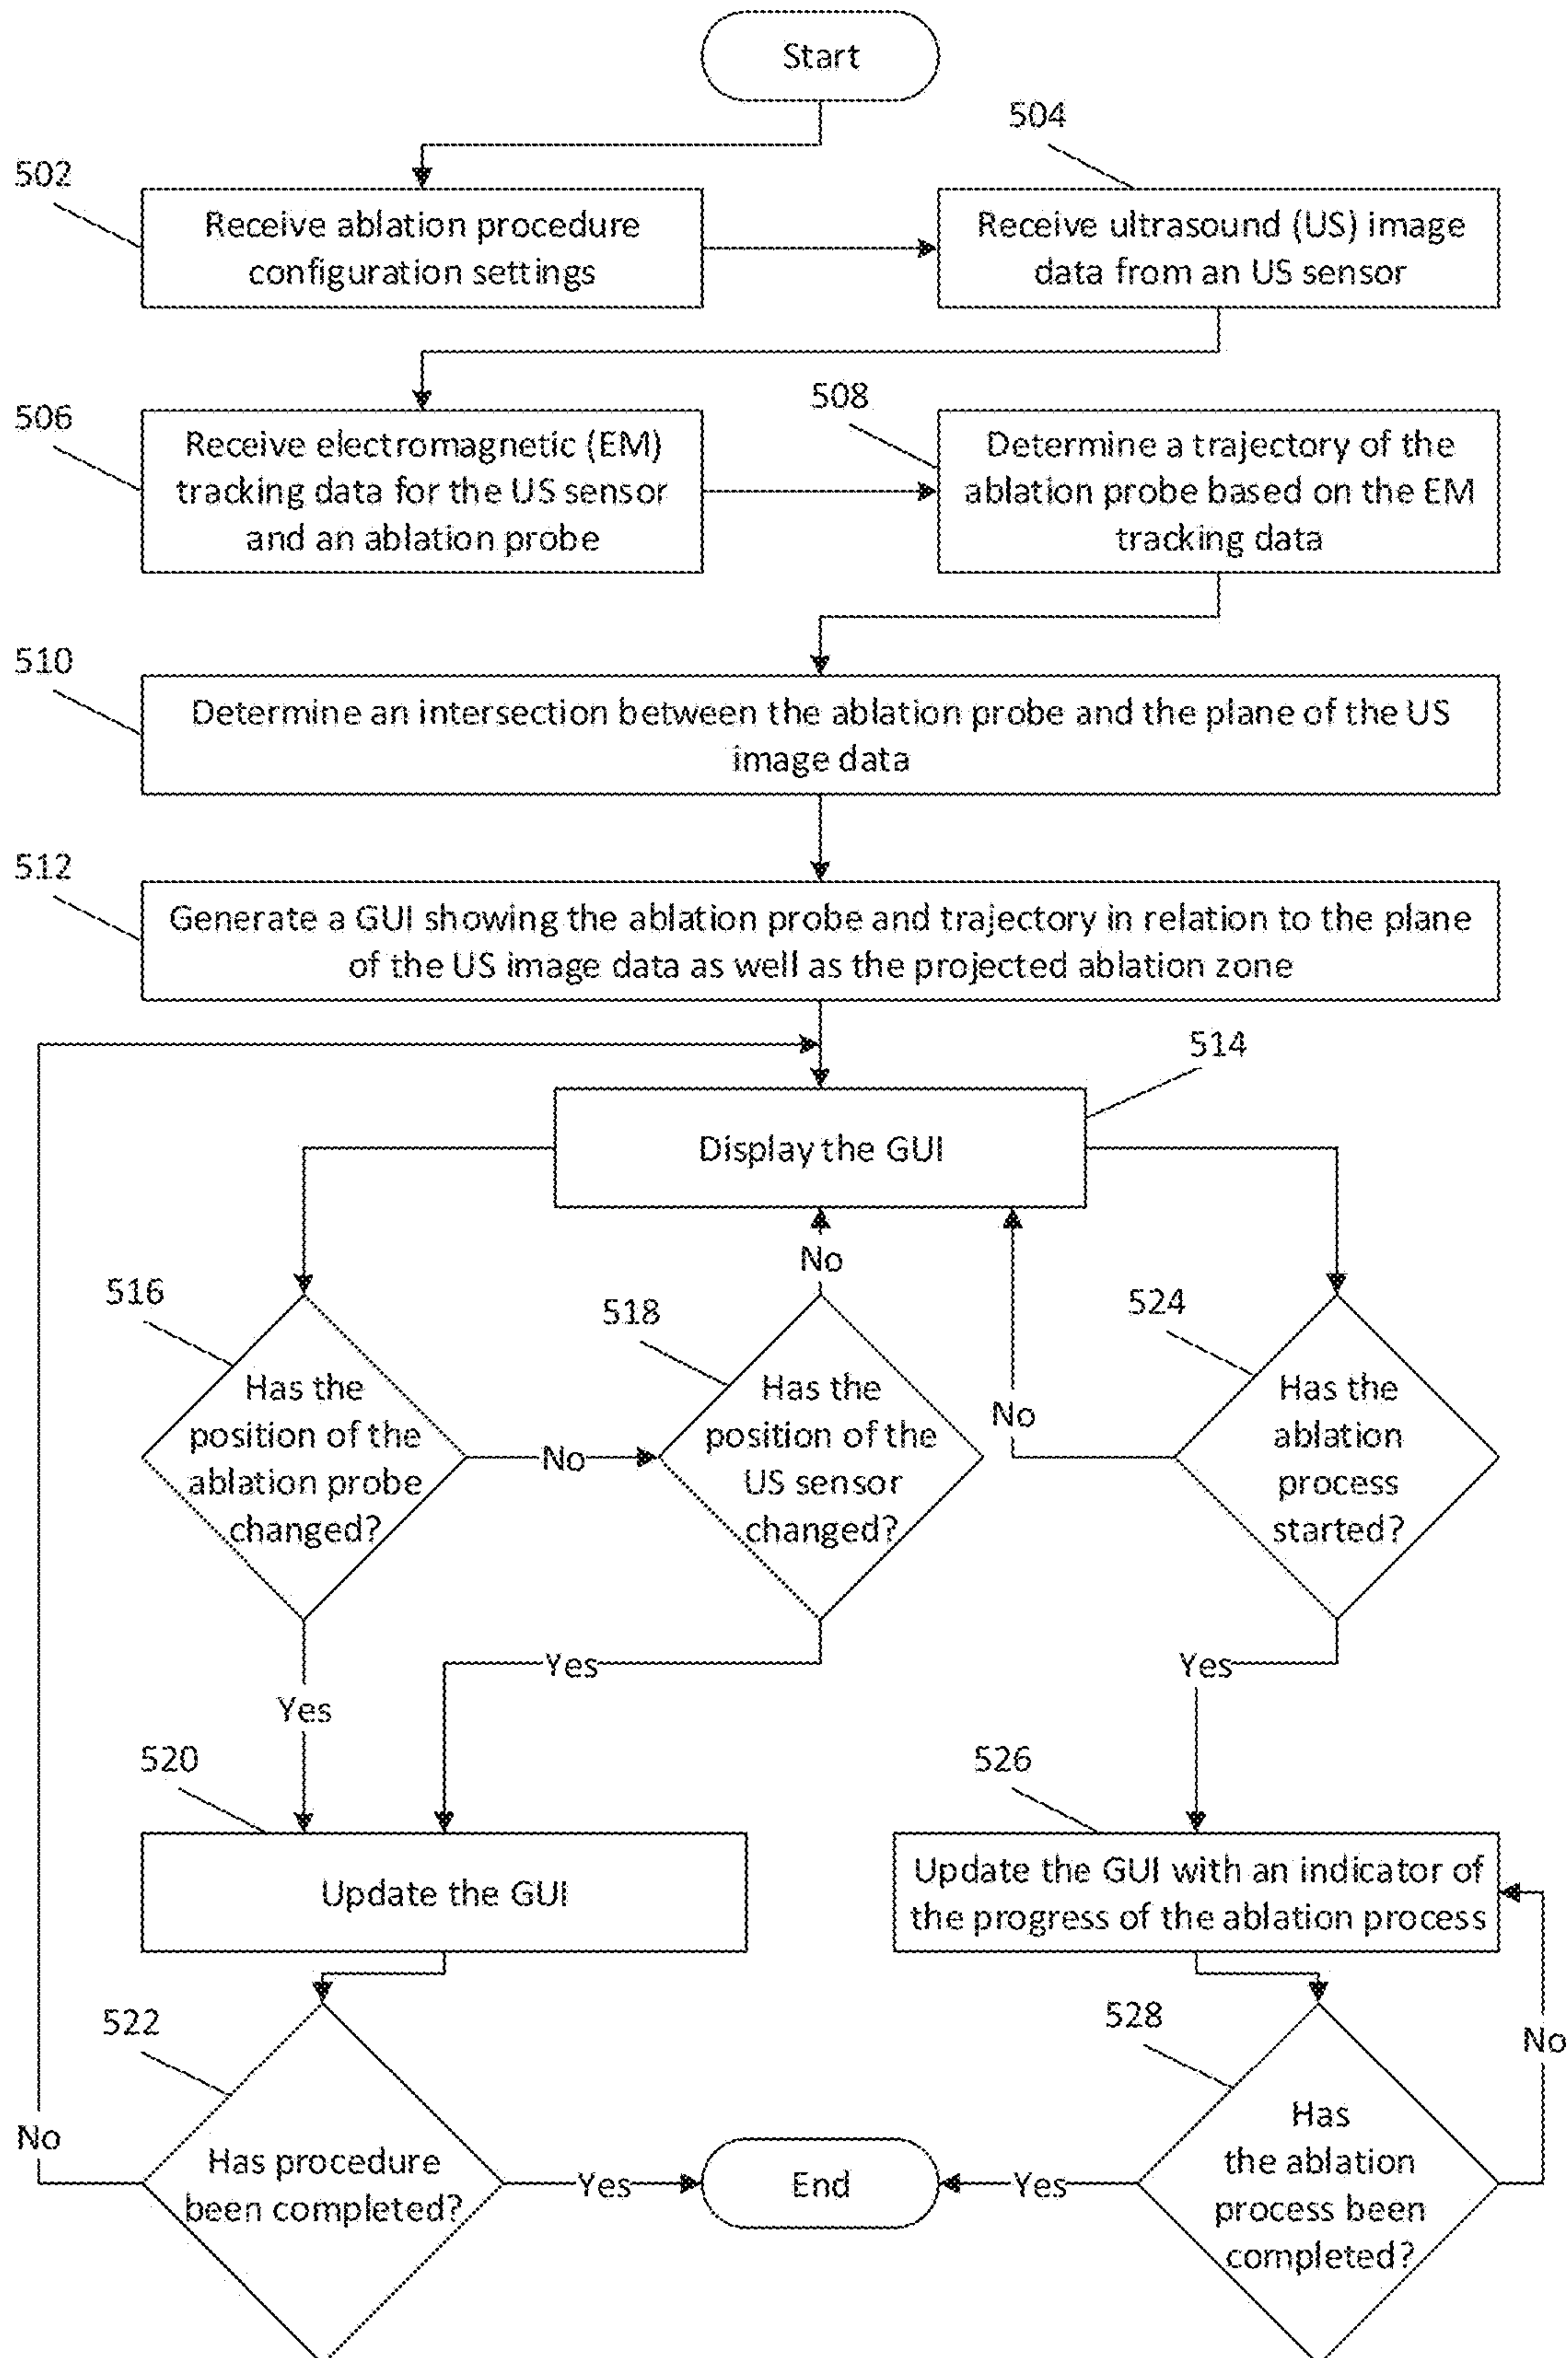 Start
504
502
Receive ablation procedure
configuration settings
Receive ultrasound (US) image
data from an US sensor
508
506
Receive electromagnetic (EM)
tracking data for the US sensor
and an ablation probe
Determine a trajectory of the
ablation probe based on the EM
tracking data
510
Determine an intersection between the ablation probe and the plane of the US
image data
512
Generate a GUI showing the ablation probe and trajectory in relation to the plane
of the US image data as well as the projected ablation zone
514
Display the GUI
No
516
518
524
Has the
position of the
ablation probe
changed?
No
Has the
position of the
US sensor
changed?
No
Has the
ablation
process
started?
Yes
Yes
Yes
520
526
Update the GUI
Update the GUI with an indicator of
the progress of the ablation process
522
528
No
No
Has procedure
been completed?
Yes
End
Yes
Has
the ablation
process been
completed?